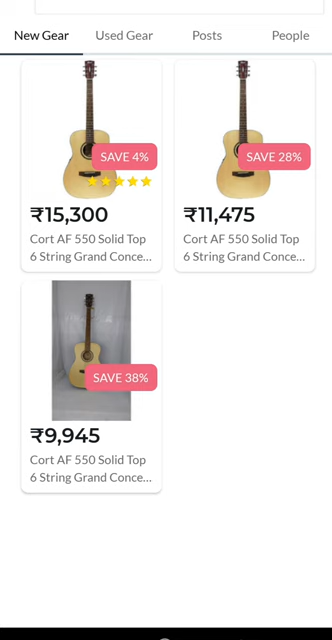 New Gear
Used Gear
Posts
People
SAVE 4%
₹15,300
Cort AF 550 Solid Top
6 String Grand Conce...
SAVE 28%
₹11,475
Cort AF 550 Solid Top
6 String Grand Conce...
SAVE 38%
₹9,945
Cort AF 550 Solid Top
6 String Grand Conce...